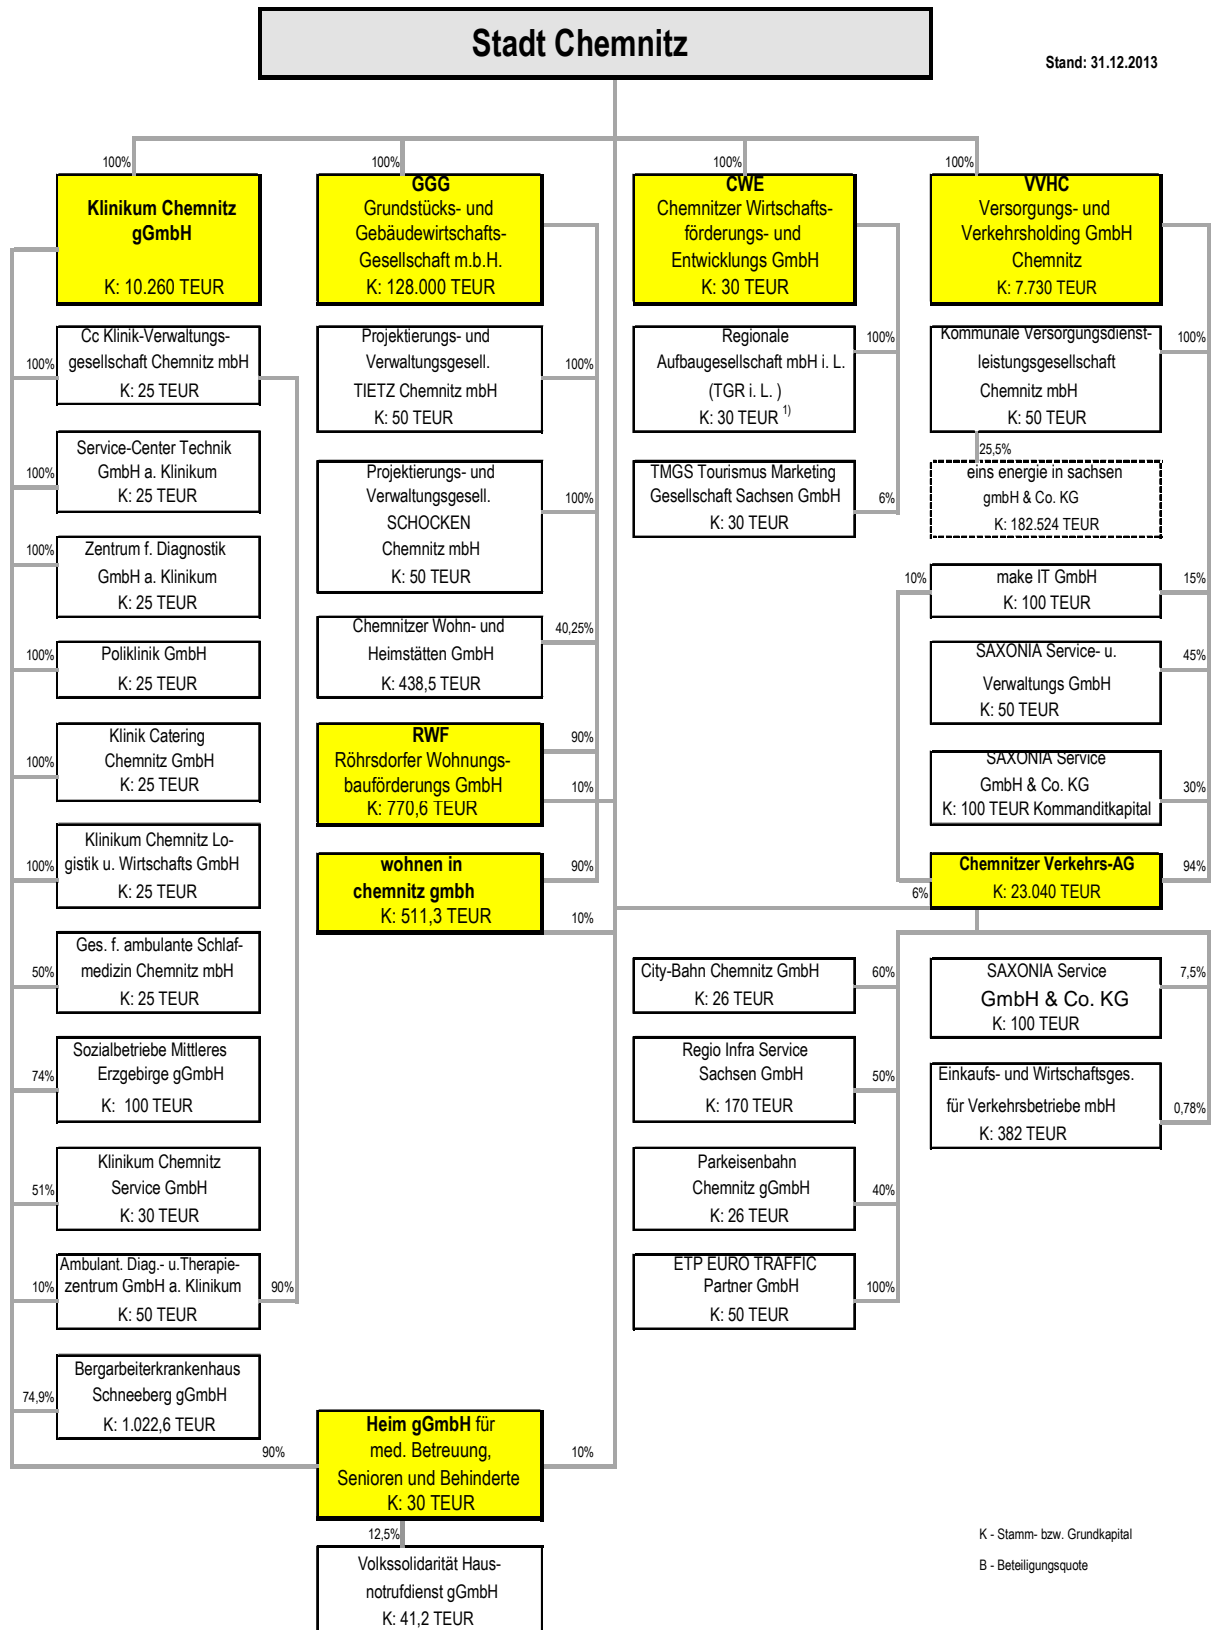 Stadt Chemnitz
Stand: 31.12.2013
100%
Klinikum Chemnitz
gGmbH
K: 10.260 TEUR
100%
Cc Klinik-Verwaltungs-
gesellschaft Chemnitz mbH
K: 25 TEUR
100%
Service-Center Technik
GmbH a. Klinikum
K: 25 TEUR
100%
Zentrum f. Diagnostik
GmbH a. Klinikum
K: 25 TEUR
100%
Poliklinik GmbH
K: 25 TEUR
100%
Klinik Catering
Chemnitz GmbH
K: 25 TEUR
100%
Klinikum Chemnitz Lo-
gistik u. Wirtschafts GmbH
K: 25 TEUR
50%
Ges. f. ambulante Schlaf-
medizin Chemnitz mbH
K: 25 TEUR
74%
Sozialbetriebe Mittleres
Erzgebirge gGmbH
K: 100 TEUR
51%
Klinikum Chemnitz
Service GmbH
K: 30 TEUR
10%
Ambulant. Diag.- u.Therapie-
zentrum GmbH a. Klinikum
K: 50 TEUR
90%
74,9%
Bergarbeiterkrankenhaus
Schneeberg gGmbH
K: 1.022,6 TEUR
100%
GGG
Grundstücks- und
Gebäudewirtschafts-
Gesellschaft m.b.H.
K: 128.000 TEUR
Projektierungs- und
Verwaltungsgesell.
TIETZ Chemnitz mbH
K: 50 TEUR
100%
Projektierungs- und
Verwaltungsgesell.
SCHOCKEN
Chemnitz mbH
K: 50 TEUR
100%
Chemnitzer Wohn- und
Heimstätten GmbH
K: 438,5 TEUR
40,25%
RWF
Röhrsdorfer Wohnungs-
bauförderungs GmbH
K: 770,6 TEUR
90%
10%
wohnen in
chemnitz gmbh
K: 511,3 TEUR
90%
10%
90%
Heim gGmbH für
med. Betreuung,
Senioren und Behinderte
K: 30 TEUR
10%
12,5%
Volkssolidarität Haus-
notrufdienst gGmbH
K: 41,2 TEUR
100%
CWE
Chemnitzer Wirtschafts-
förderungs- und
Entwicklungs GmbH
K: 30 TEUR
Regionale
Aufbaugesellschaft mbH i. L.
(TGR i. L. )
K: 30 TEUR 1)
100%
TMGS Tourismus Marketing
Gesellschaft Sachsen GmbH
K: 30 TEUR
6%
100%
VVHC
Versorgungs- und
Verkehrsholding GmbH
Chemnitz
K: 7.730 TEUR
Kommunale Versorgungsdienst-
leistungsgesellschaft
Chemnitz mbH
K: 50 TEUR
100%
25,5%
eins energie in sachsen
gmbH & Co. KG
K: 182.524 TEUR
10%
make IT GmbH
K: 100 TEUR
15%
SAXONIA Service- u.
Verwaltungs GmbH
K: 50 TEUR
45%
SAXONIA Service
GmbH & Co. KG
K: 100 TEUR Kommanditkapital
30%
Chemnitzer Verkehrs-AG
K: 23.040 TEUR
94%
6%
City-Bahn Chemnitz GmbH
K: 26 TEUR
60%
Regio Infra Service
Sachsen GmbH
K: 170 TEUR
50%
Parkeisenbahn
Chemnitz gGmbH
K: 26 TEUR
40%
ETP EURO TRAFFIC
Partner GmbH
K: 50 TEUR
100%
SAXONIA Service
GmbH & Co. KG
K: 100 TEUR
7,5%
Einkaufs- und Wirtschaftsges.
für Verkehrsbetriebe mbH
K: 382 TEUR
0,78%
K - Stamm- bzw. Grundkapital
B - Beteiligungsquote